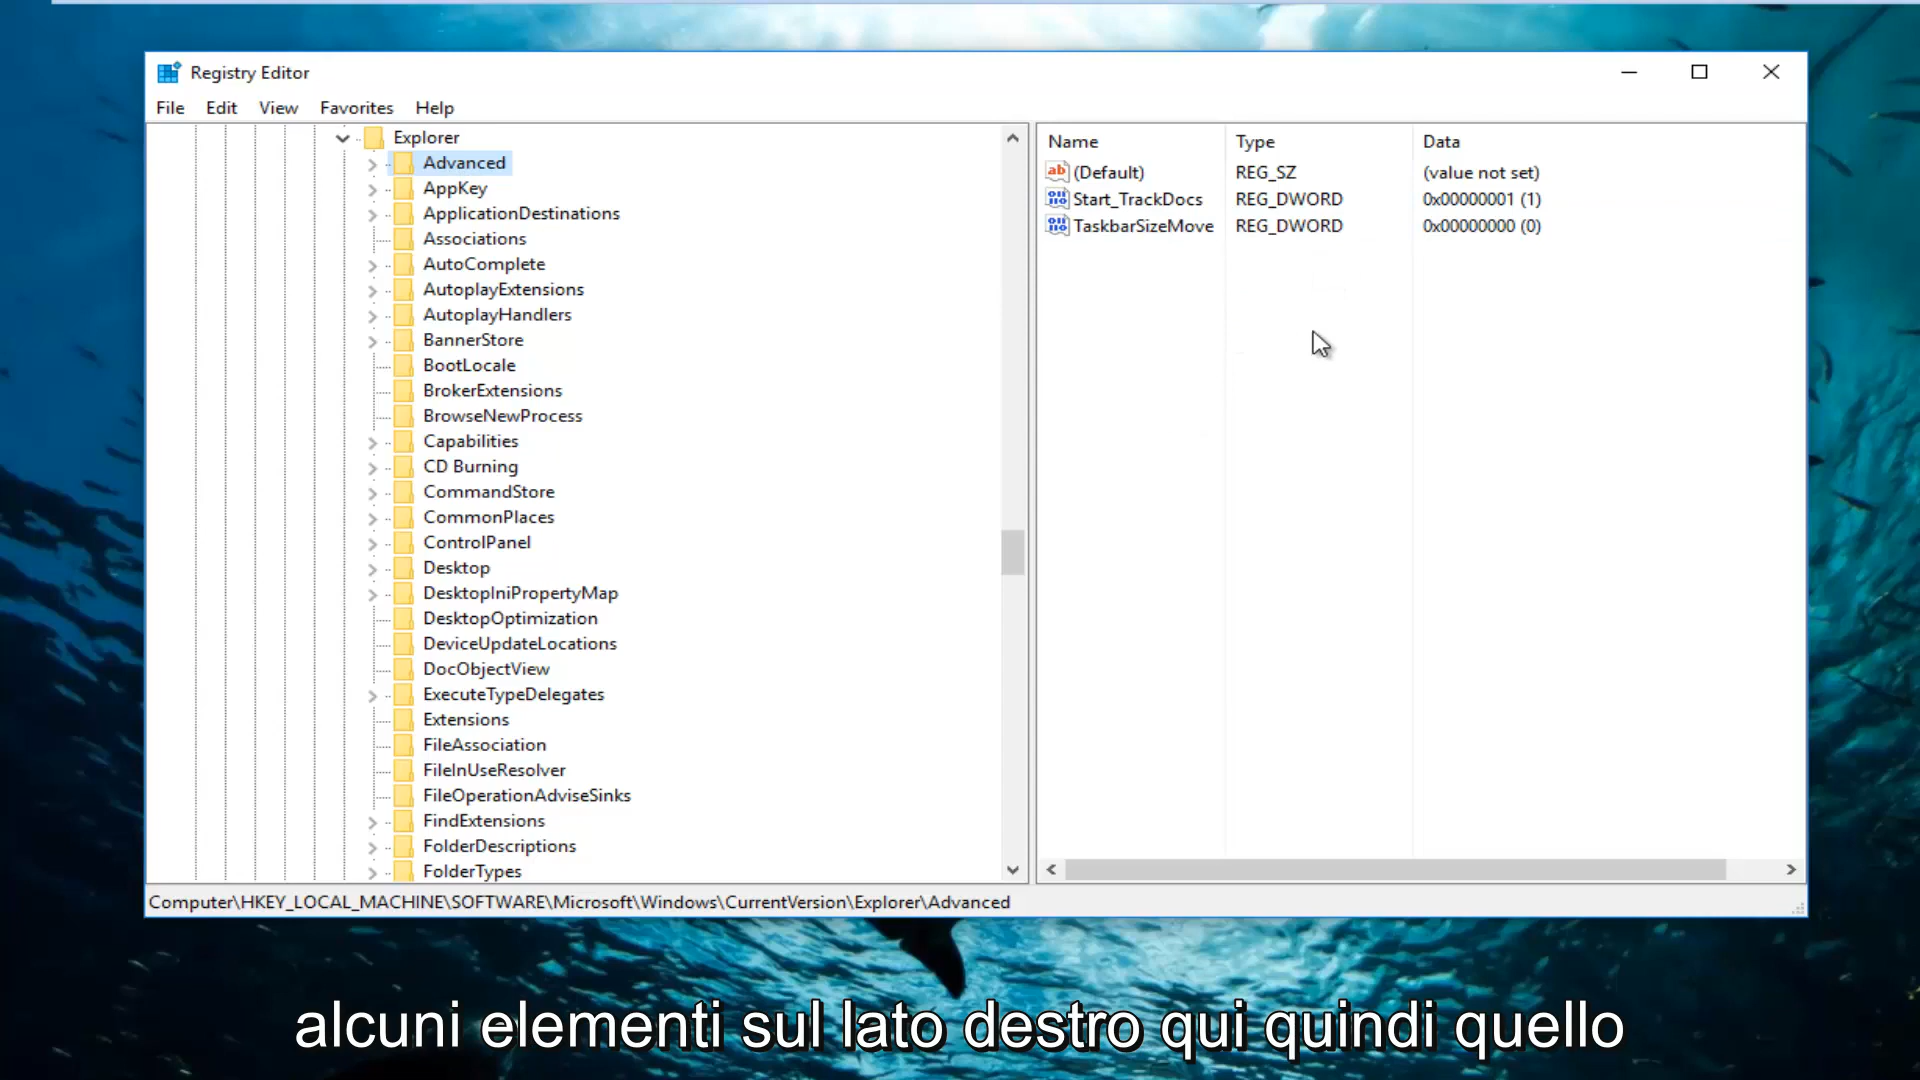 Registry Editor
File Edit View Favorites Help
Explorer
Advanced
AppKey
ApplicationDestinations
Associations
AutoComplete
AutoplayExtensions
AutoplayHandlers
BannerStore
BootLocale
BrokerExtensions
BrowseNewProcess
Capabilities
CD Burning
CommandStore
CommonPlaces
ControlPanel
Desktop
DesktopIniPropertyMap
DesktopOptimization
DeviceUpdateLocations
DocObjectView
ExecuteTypeDelegates
Extensions
FileAssociation
FileInUseResolver
FileOperationAdviseSinks
FindExtensions
FolderDescriptions
FolderTypes
Name Type Data
(Default) REG_SZ (value not set)
Start_TrackDocs REG_DWORD 0x00000001 (1)
TaskbarSizeMove REG_DWORD 0x00000000 (0)
Computer\HKEY_LOCAL_MACHINE\SOFTWARE\Microsoft\Windows\CurrentVersion\Explorer\Advanced
alcuni elementi sul lato destro qui quindi quello